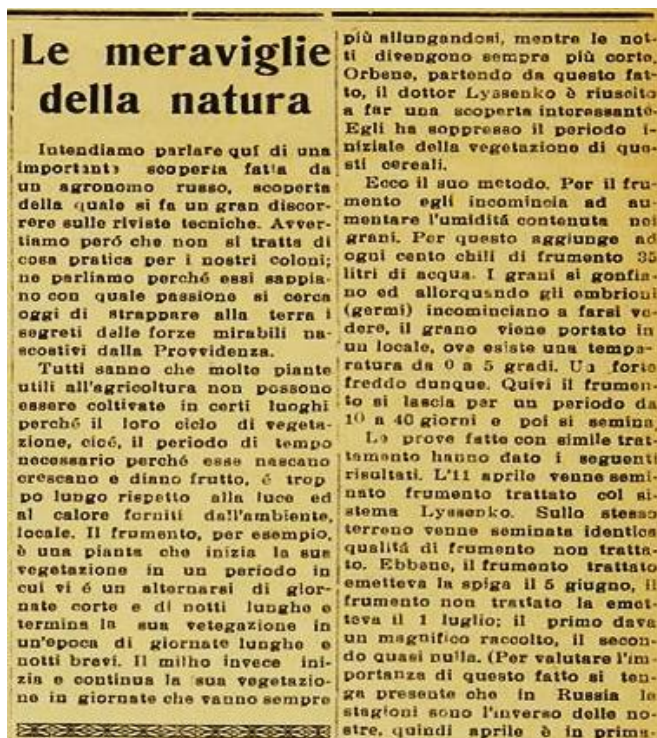 Le meraviglie
della natura
Intendiamo parlare quí di una
importante scoperta fatta da
un agronomo russo, scoperta
della quale si fa un gran discor-
rere sulle riviste tecniche. Avver-
tiamo peró che non si tratta di
cosa pratica per i nostri coloni;
ne parliamo perché essi sappia-
no con quale passione si cerca
oggi di strappare alla terra i
segreti delle forze mirabili na-
scostivi dalla Provvidenza.
Tutti sanno che molte piante
utili all'agricoltura non possono
essere coltivate in certi luoghi
perché il loro ciclo di vegeta-
zione, cioé, il periodo di tempo
necessario perché esse nascano
crescano e diano frutto, é trop
po lungo rispetto alla luce ed
al calore forniti dall'ambiente,
locale. Il frumento, per esempio,
è una pianta che inizia la sua
vegetazione in un periodo in
cui vi é un alternarsi di gior-
nate corte e di notti lunghe e
termina la sua vetegazione in
un'epoca di giornate lunghe e
notti brevi. Il milho invece ini-
zia e continua la sua vegetazio-
ne in giornate che vanno sempre
più allungandosi, mentre le not-
ti divengono sempre più corte.
Orbene, partendo da questo fat-
to, il dottor Lyssenko è riuscito
a far una scoperta interessante.
Egli ha soppresso il periodo i-
niziale della vegetazione di que-
sti cereali.
Ecco il suo metodo. Per il fru-
mento egli incomincia ad au-
mentare l'umiditá contenuta nei
grani. Per questo aggiunge ad
ogni cento chili di frumento 35
litri di acqua. I grani si gonfia-
no ed allorquando gli embrioni
(germi) incominciano a farsi ve-
dere, il grano viene portato in
un locale, ove esiste una tempe-
ratura da 0 a 5 gradi. Un forte
freddo dunque. Quivi il frumen-
to si lascia per un periodo da
10 a 40 giorni e poi si semina
Le prove fatte con simile trat-
tamento hanno dato i seguenti
risultati. L'11 aprile venne semi-
nato frumento trattato col si-
stema Lyssenko. Sullo stesso
terreno venne seminata identica
qualitá di frumento non tratta-
to. Ebbene, il frumento trattato
emetteva la spiga il 5 giugno, il
frumento non trattato la emet-
teva il 1 luglio; il primo dava
un magnifico raccolto, il secon-
do quasi nulla. (Per valutare l'im-
portanza di questo fatto si ten-
ga presente che in Russia le
stagioni sono l'inverso delle no-
stre, quindi aprile è in prima-